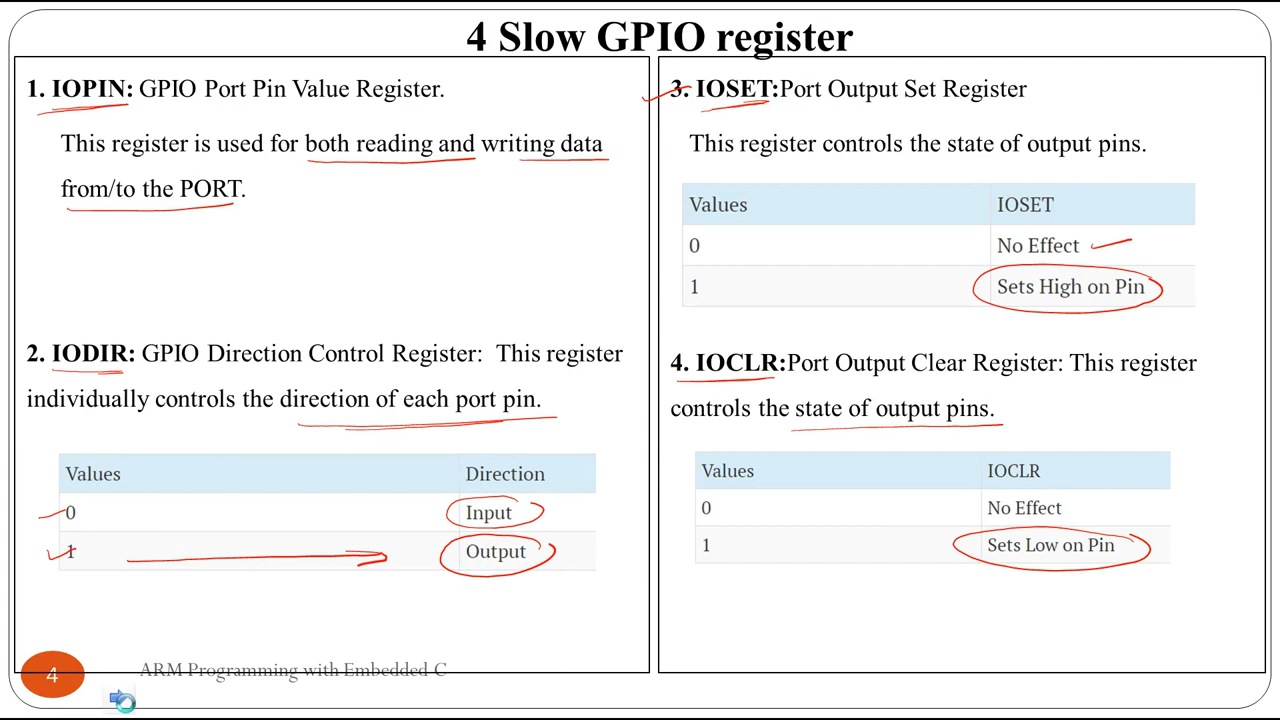 4 Slow GPIO register
1. IOPIN: GPIO Port Pin Value Register.
This register is used for both reading and writing data
from/to the PORT.
2. IODIR: GPIO Direction Control Register: This register
individually controls the direction of each port pin.
Values Direction
0 Input
1 Output
3. IOSET:Port Output Set Register
This register controls the state of output pins.
Values IOSET
0 No Effect
1 Sets High on Pin
4. IOCLR:Port Output Clear Register: This register
controls the state of output pins.
Values IOCLR
0 No Effect
1 Sets Low on Pin
4 ARM Programming with Embedded C